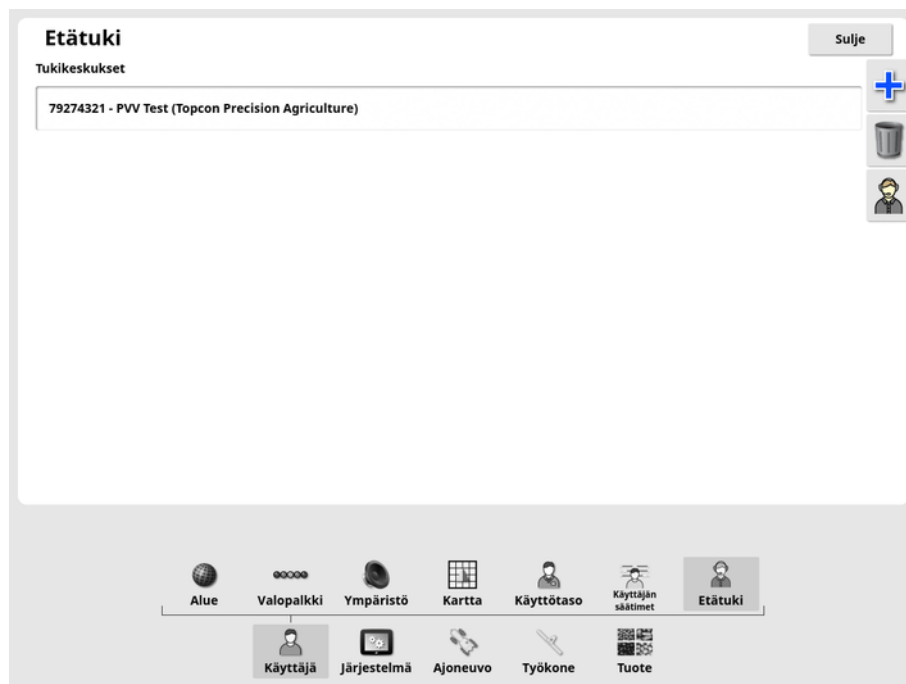 Etätuki
Sulje
Tukikeskukset
79274321 - PVV Test (Topcon Precision Agriculture)
Alue
Valopalkki
Ympäristö
Kartta
Käyttötaso
Käyttäjän
säätimet
Etätuki
Käyttäjä
Järjestelmä
Ajoneuvo
Työkone
Tuote